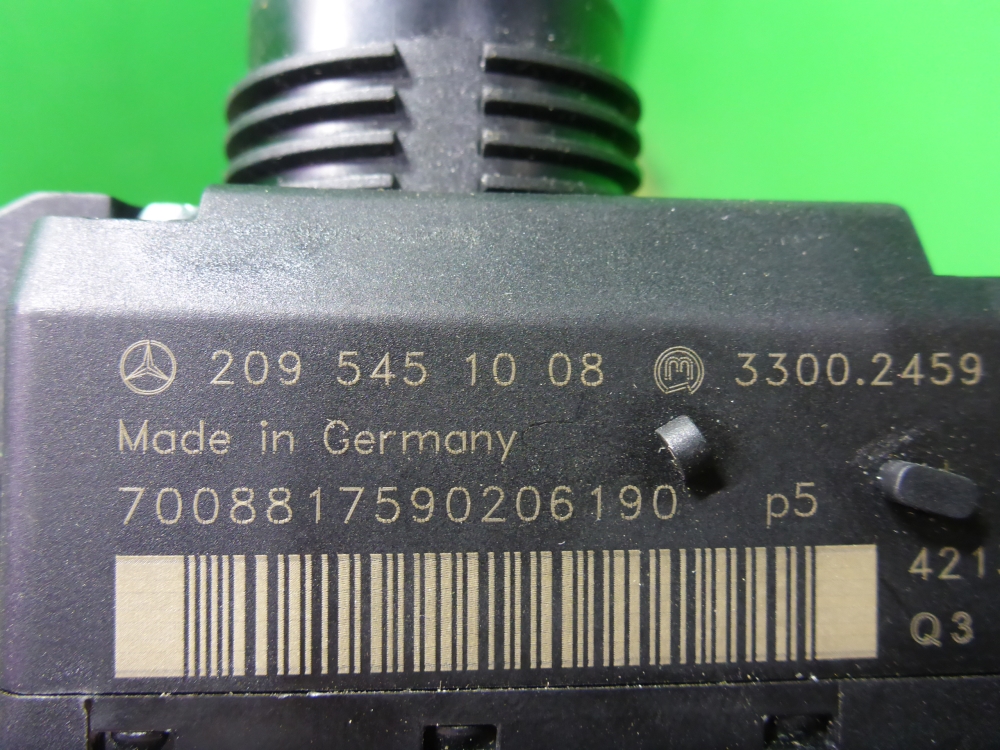 209 545 10 08 3300.2459
Made in Germany
7008817590206190 p5
421
Q3